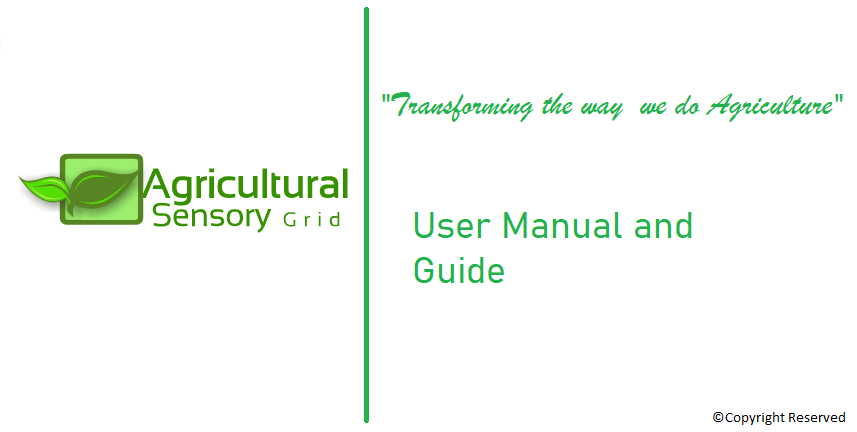 Agricultural
Sensory Grid
"Transforming the way we do Agriculture"
User Manual and
Guide
©Copyright Reserved